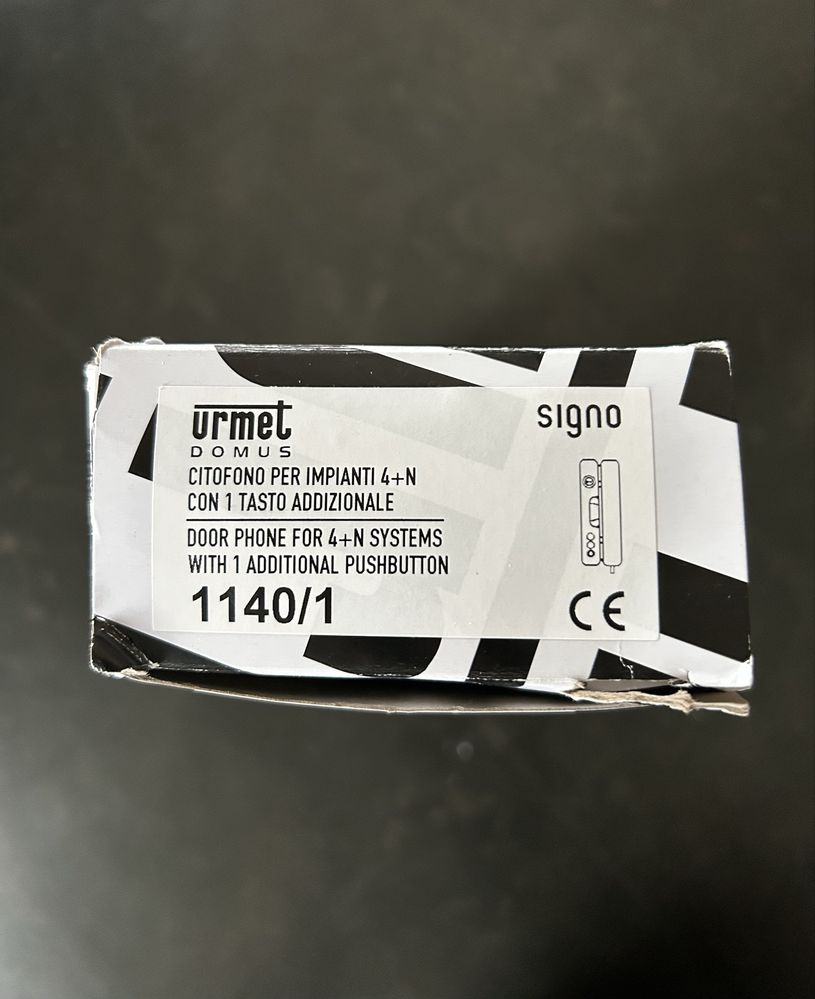 urmet
DOMUS
signo
CITOFONO PER IMPIANTI 4+N
CON 1 TASTO ADDIZIONALE
DOOR PHONE FOR 4+N SYSTEMS
WITH 1 ADDITIONAL PUSHBUTTON
1140/1
CE